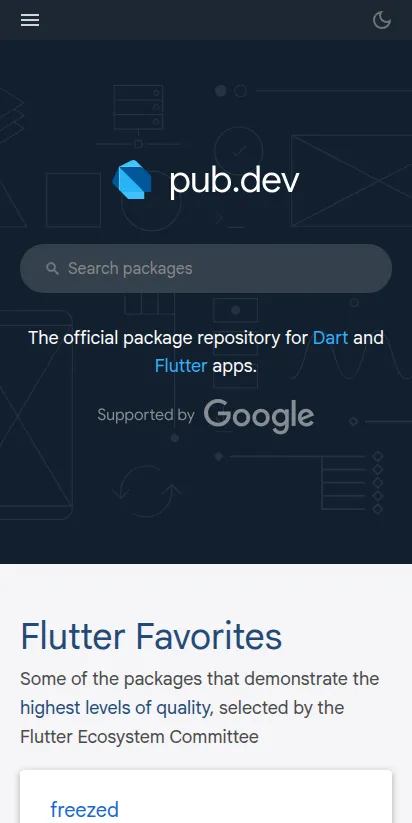 pub.dev
Search packages
The official package repository for Dart and
Flutter apps.
Supported by Google
Flutter Favorites
Some of the packages that demonstrate the
highest levels of quality, selected by the
Flutter Ecosystem Committee
freezed